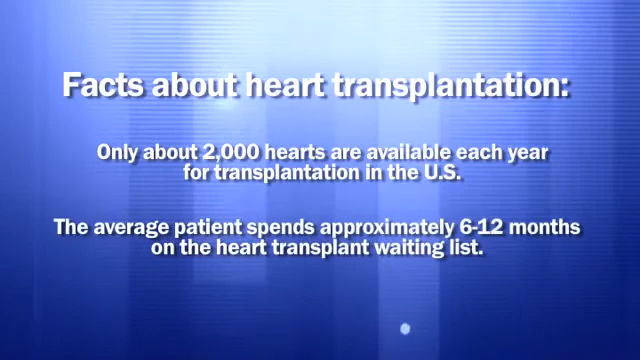 Facts about heart transplantation:
Only about 2,000 hearts are available each year
for transplantation in the U.S.
The average patient spends approximately 6-12 months
on the heart transplant waiting list.